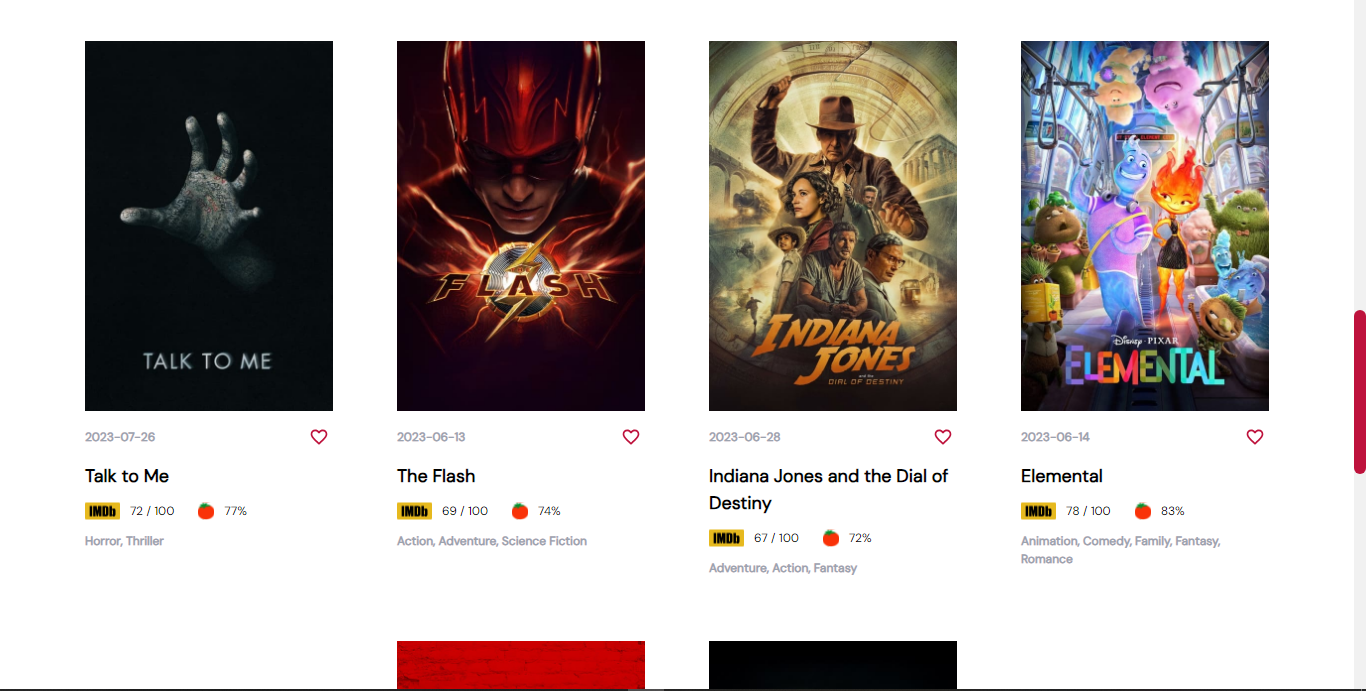 TALK TO ME
2023-07-26
Talk to Me
IMDb 72 / 100 77%
Horror, Thriller
FLASH
2023-06-13
The Flash
IMDb 69 / 100 74%
Action, Adventure, Science Fiction
INDIANA
JONES
and the
DIAL OF DESTINY
2023-06-28
Indiana Jones and the Dial of
Destiny
IMDb 67 / 100 72%
Adventure, Action, Fantasy
Disney · PIXAR
ELEMENTAL
2023-06-14
Elemental
IMDb 78 / 100 83%
Animation, Comedy, Family, Fantasy,
Romance